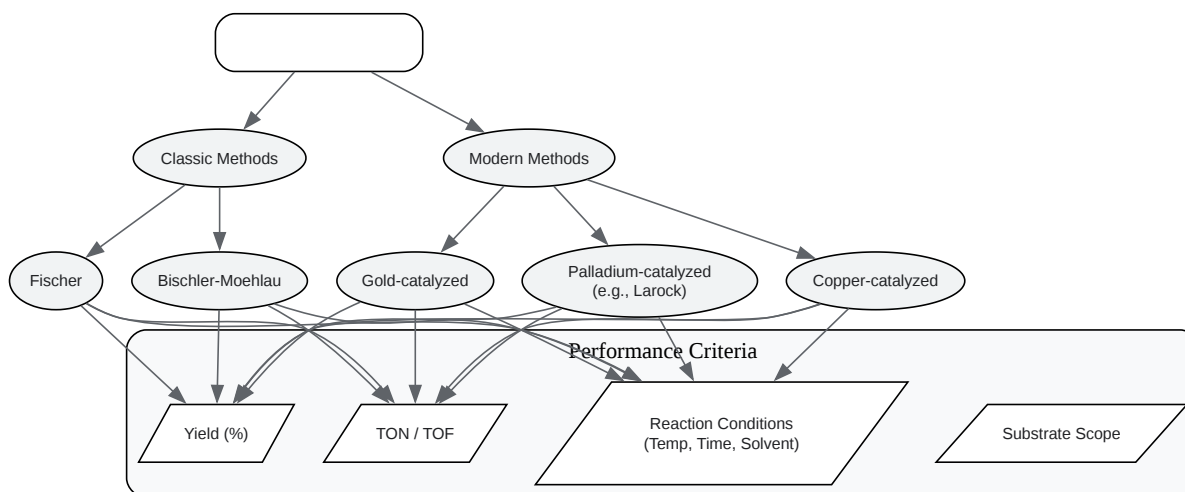 Classic Methods
Modern Methods
Fischer
Bischler-Moehlau
Gold-catalyzed
Palladium-catalyzed
(e.g., Larock)
Copper-catalyzed
Performance Criteria
Yield (%)
TON / TOF
Reaction Conditions
(Temp, Time, Solvent)
Substrate Scope